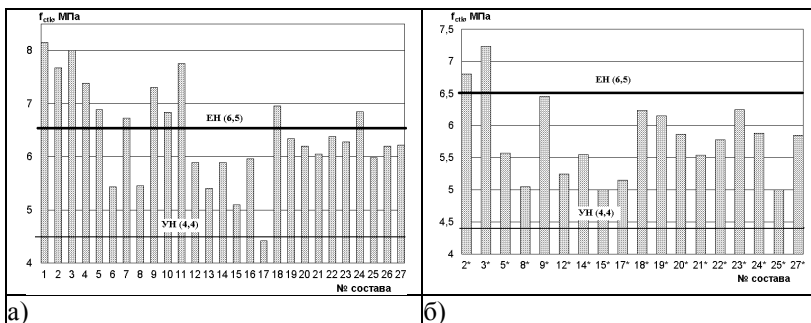 f_ctk, МПа
8
7
6
5
4
ЕН (6,5)
УН (4,4)
1 2 3 4 5 6 7 8 9 10 11 12 13 14 15 16 17 18 19 20 21 22 23 24 25 26 27
№ состава
а)
f_ctk, МПа
7,5
7
6,5
6
5,5
5
4,5
4
ЕН (6,5)
УН (4,4)
2* 3* 5* 8* 9* 12* 14* 15* 17* 18* 19* 20* 21* 22* 23* 24* 25* 27*
№ состава
б)